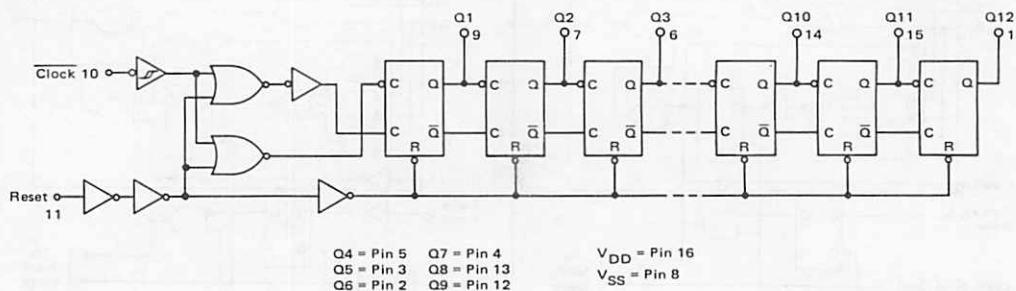 Q1 Q2 Q3 Q10 Q11 Q12
9 7 6 14 15 1
Clock 10
C Q C Q C Q C Q C Q C Q
C Q C Q C Q C Q C Q C
R R R R R R
Reset
11
Q4 = Pin 5 Q7 = Pin 4
Q5 = Pin 3 Q8 = Pin 13
Q6 = Pin 2 Q9 = Pin 12
VDD = Pin 16
VSS = Pin 8